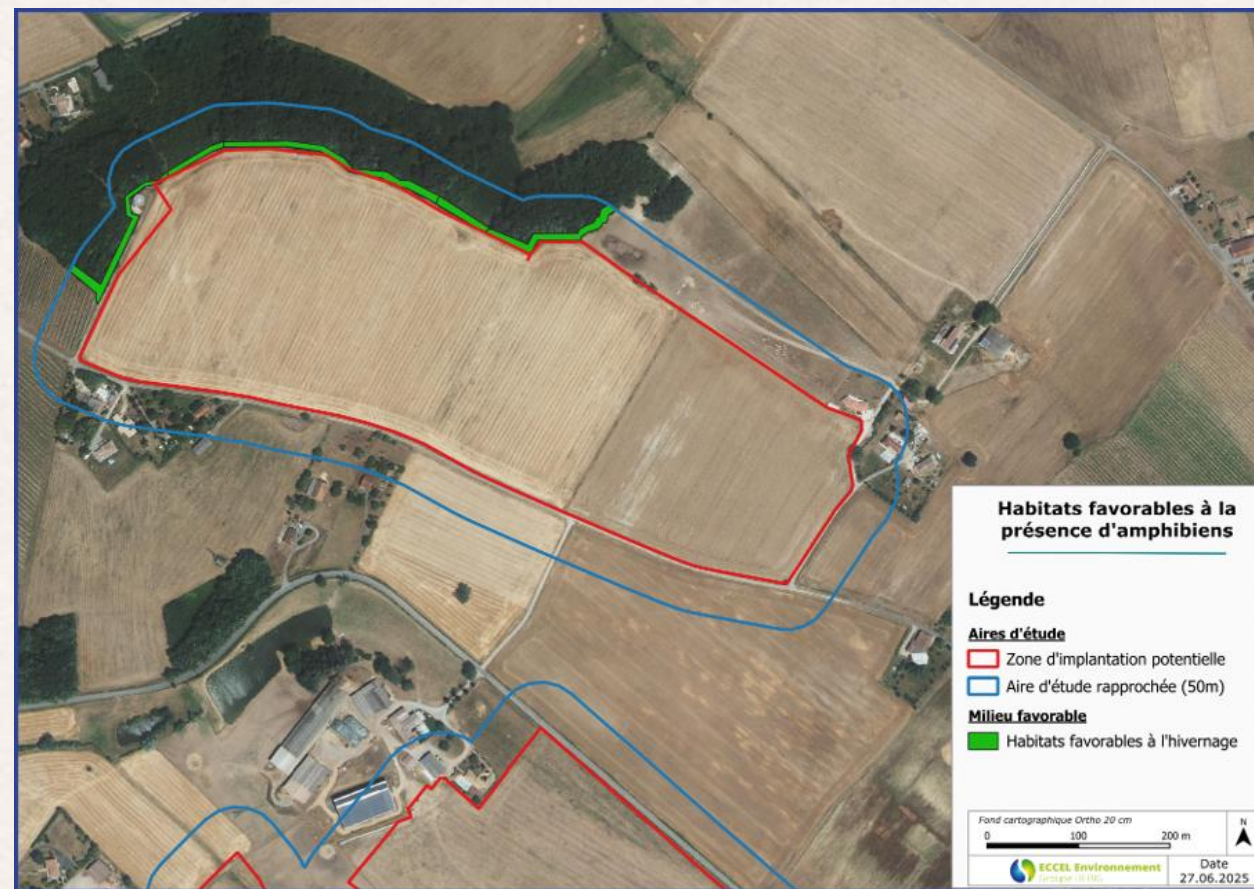 Habitats favorables à la
présence d'amphibiens
Légende
Aires d'étude
Zone d'implantation potentielle
Aire d'étude rapprochée (50m)
Milieu favorable
Habitats favorables à l'hivernage
Fond cartographique Ortho 20 cm
0 100 200 m
N
ECCEL Environnement
Groupe
Date
27.06.2025